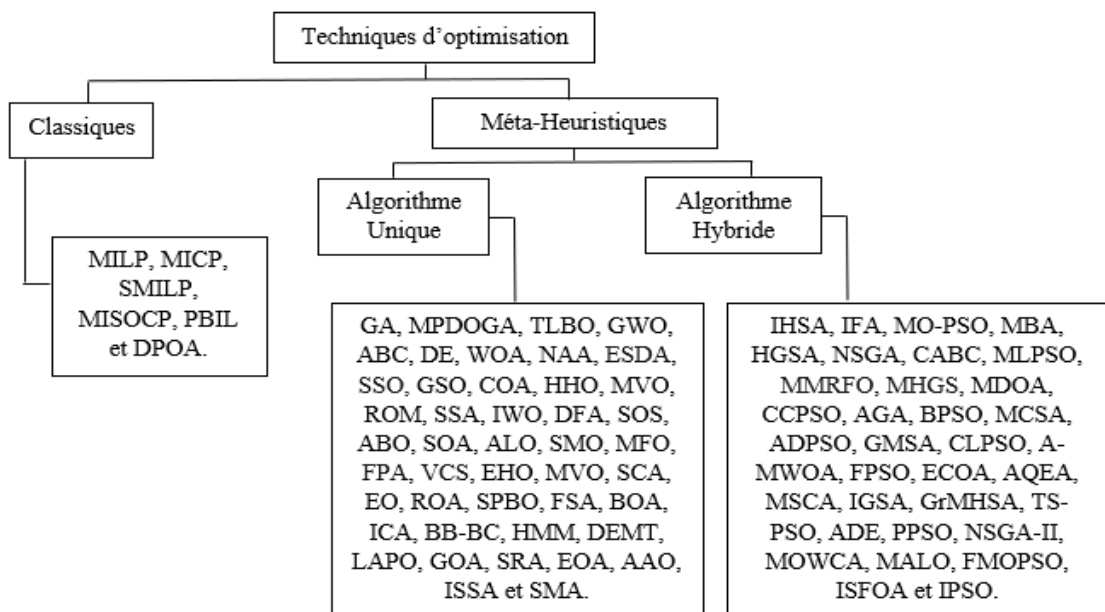 Techniques d’optimisation
Classiques
Méta-Heuristiques
Algorithme
Unique
Algorithme
Hybride
MILP, MICP,
SMILP,
MISOCP, PBIL
et DPOA.
GA, MPDOGA, TLBO, GWO,
ABC, DE, WOA, NAA, ESDA,
SSO, GSO, COA, HHO, MVO,
ROM, SSA, IWO, DFA, SOS,
ABO, SOA, ALO, SMO, MFO,
FPA, VCS, EHO, MVO, SCA,
EO, ROA, SPBO, FSA, BOA,
ICA, BB-BC, HMM, DEMT,
LAPO, GOA, SRA, EOA, AAO,
ISSA et SMA.
IHSA, IFA, MO-PSO, MBA,
HGSA, NSGA, CABC, MLPSO,
MMRFO, MHGS, MDOA,
CCPSO, AGA, BPSO, MCSA,
ADPSO, GMSA, CLPSO, A-
MWOA, FPSO, ECOA, AQEA,
MSCA, IGSA, GrMHSA, TS-
PSO, ADE, PPSO, NSGA-II,
MOWCA, MALO, FMOPSO,
ISFOA et IPSO.